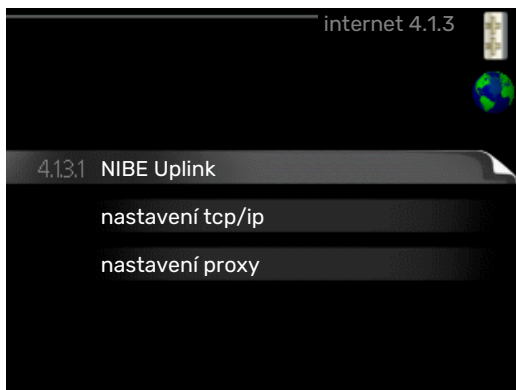 internet 4.1.3
4.1.3.1 NIBE Uplink
nastavení tcp/ip
nastavení proxy